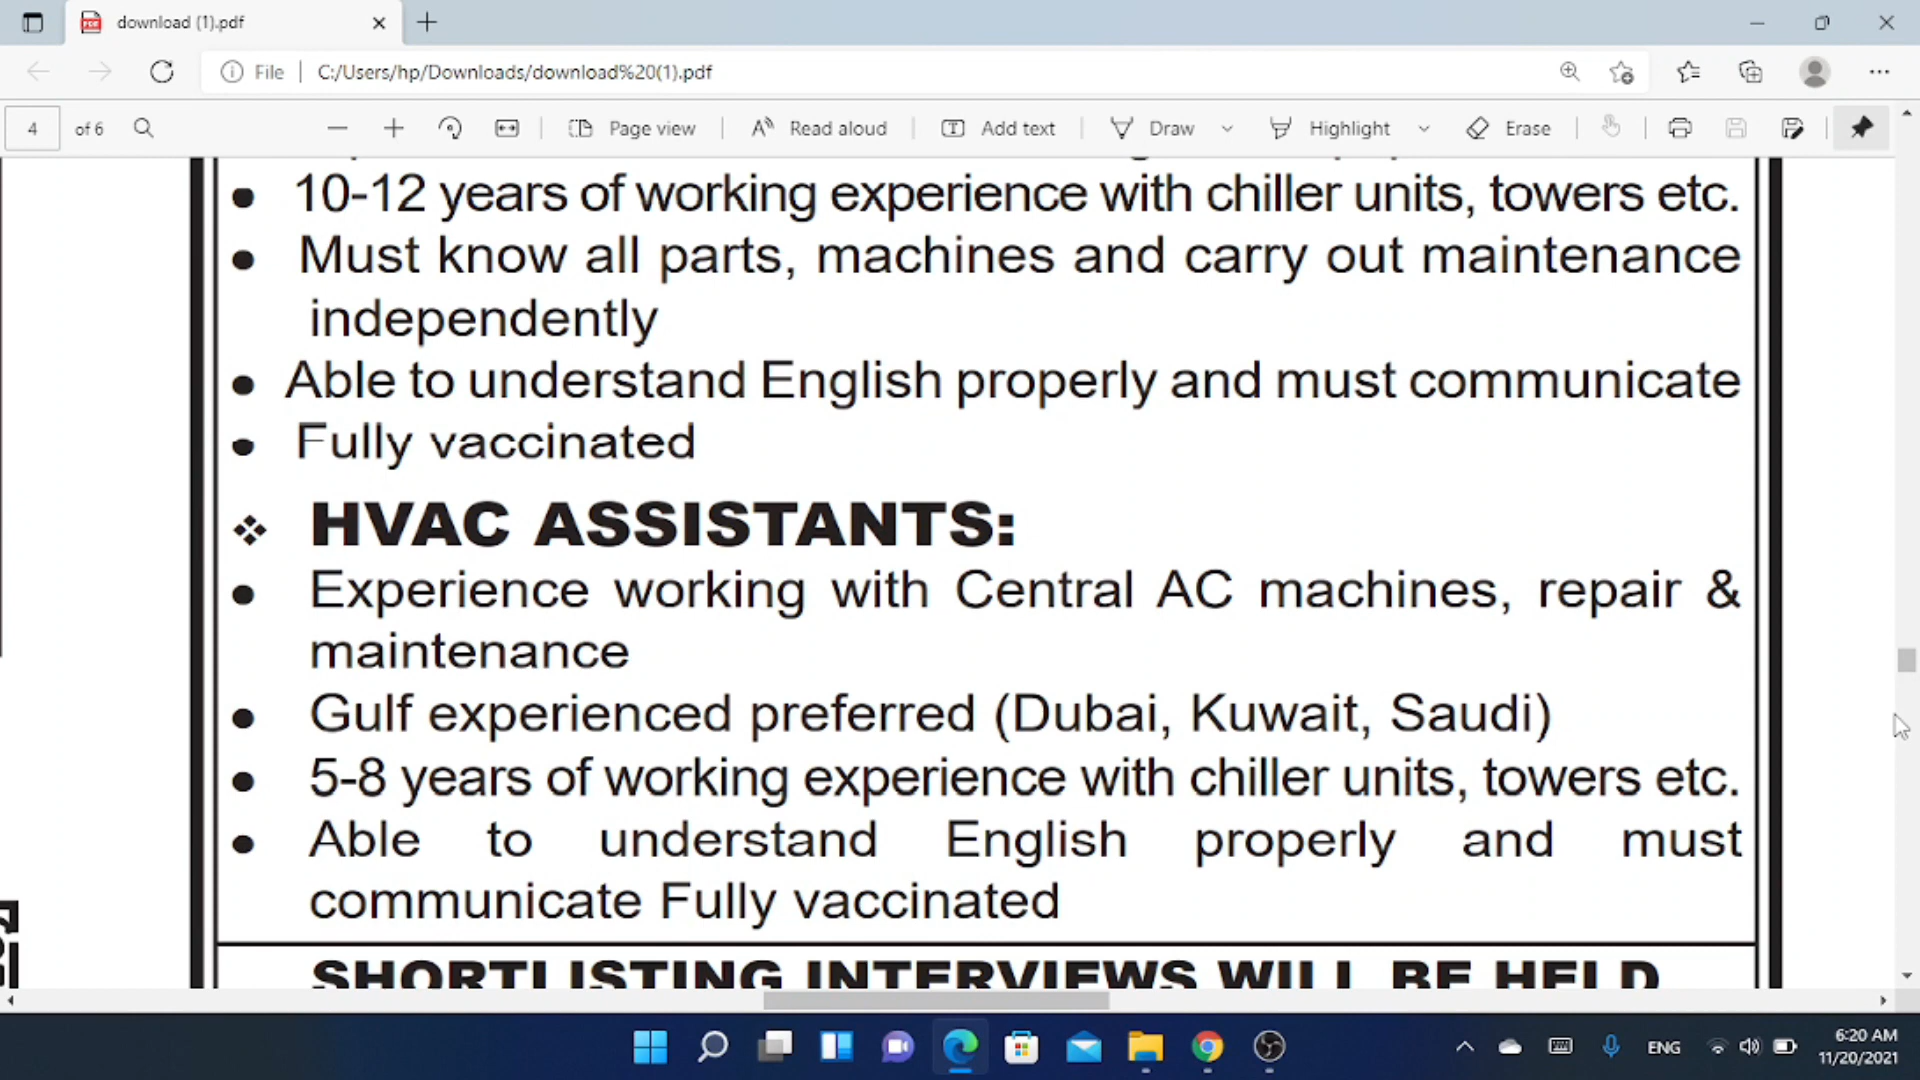 download (1).pdf
File
C:/Users/hp/Downloads/download%20(1).pdf
4 of 6
Page view
Read aloud
Add text
Draw
Highlight
Erase
• 10-12 years of working experience with chiller units, towers etc.
• Must know all parts, machines and carry out maintenance
independently
• Able to understand English properly and must communicate
• Fully vaccinated
❖ HVAC ASSISTANTS:
• Experience working with Central AC machines, repair &
maintenance
• Gulf experienced preferred (Dubai, Kuwait, Saudi)
• 5-8 years of working experience with chiller units, towers etc.
• Able to understand English properly and must
communicate Fully vaccinated
SHORTLISTING INTERVIEWS WILL BE HELD
ENG
6:20 AM
11/20/2021